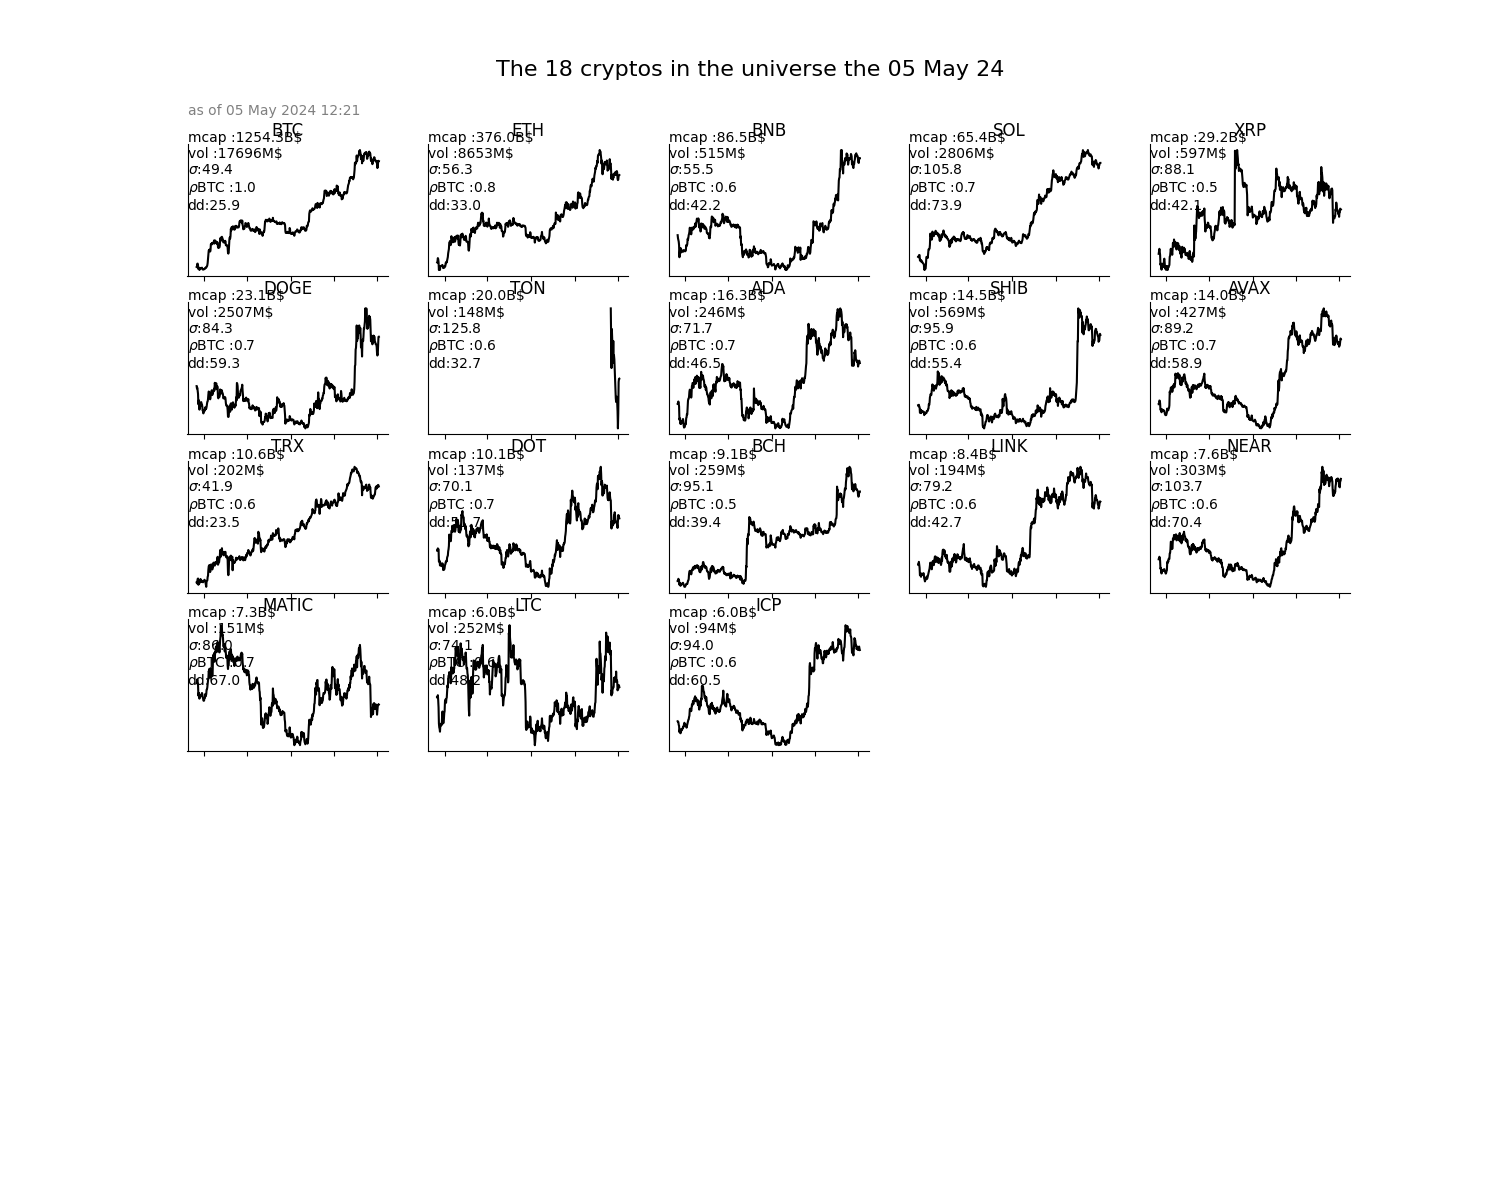 The 18 cryptos in the universe the 05 May 24
as of 05 May 2024 12:21
BTC
mcap :1254.3B$
vol :17696M$
σ:49.4
ρBTC :1.0
dd:25.9
ETH
mcap :376.0B$
vol :8653M$
σ:56.3
ρBTC :0.8
dd:33.0
BNB
mcap :86.5B$
vol :515M$
σ:55.5
ρBTC :0.6
dd:42.2
SOL
mcap :65.4B$
vol :2806M$
σ:105.8
ρBTC :0.7
dd:73.9
XRP
mcap :29.2B$
vol :597M$
σ:88.1
ρBTC :0.5
dd:42.1
DOGE
mcap :23.1B$
vol :2507M$
σ:84.3
ρBTC :0.7
dd:59.3
TON
mcap :20.0B$
vol :148M$
σ:125.8
ρBTC :0.6
dd:32.7
ADA
mcap :16.3B$
vol :246M$
σ:71.7
ρBTC :0.7
dd:46.5
SHIB
mcap :14.5B$
vol :569M$
σ:95.9
ρBTC :0.6
dd:55.4
AVAX
mcap :14.0B$
vol :427M$
σ:89.2
ρBTC :0.7
dd:58.9
TRX
mcap :10.6B$
vol :202M$
σ:41.9
ρBTC :0.6
dd:23.5
DOT
mcap :10.1B$
vol :137M$
σ:70.1
ρBTC :0.7
BCH
mcap :9.1B$
vol :259M$
σ:95.1
ρBTC :0.5
dd:39.4
LINK
mcap :8.4B$
vol :194M$
σ:79.2
ρBTC :0.6
dd:42.7
NEAR
mcap :7.6B$
vol :303M$
σ:103.7
ρBTC :0.6
dd:70.4
MATIC
mcap :7.3B$
vol :151M$
σ:86.0
ρBTC :0.7
dd:67.0
LTC
mcap :6.0B$
vol :252M$
σ:74.1
ρBTC :0.6
dd:48.2
ICP
mcap :6.0B$
vol :94M$
σ:94.0
ρBTC :0.6
dd:60.5